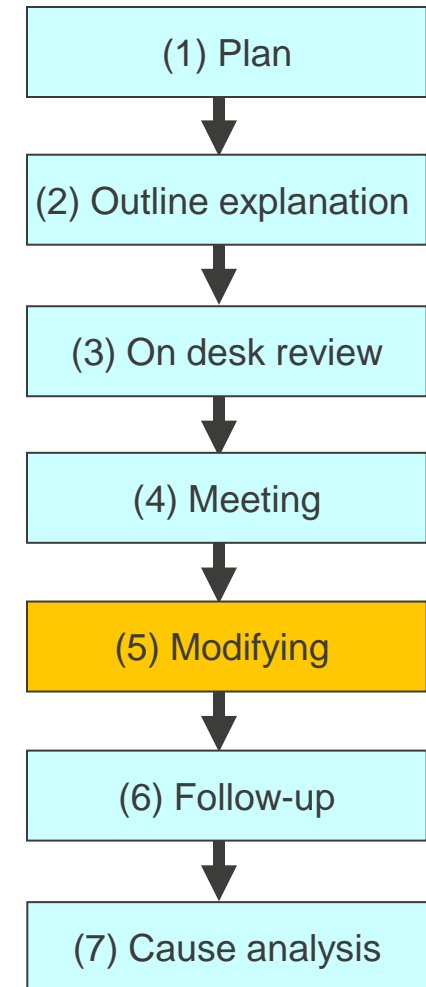 (1) Plan
(2) Outline explanation
(3) On desk review
(4) Meeting
(5) Modifying
(6) Follow-up
(7) Cause analysis